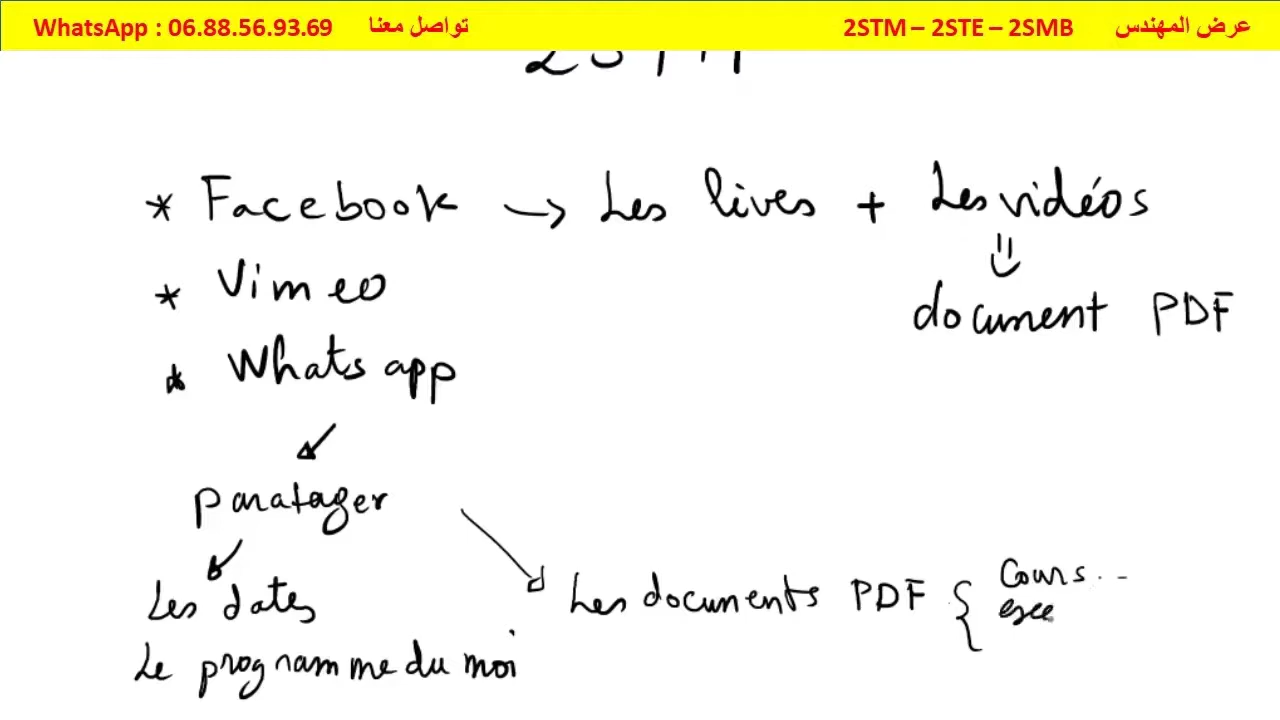 WhatsApp : 06.88.56.93.69 تواصل معنا 2STM – 2STE – 2SMB عرض المهندس
* Facebook → Les lives + Les vidéos
* Vimeo
document PDF
* Whats app
paratager
Les dates
Les documents PDF { Cours...
exe
Le programme du moi